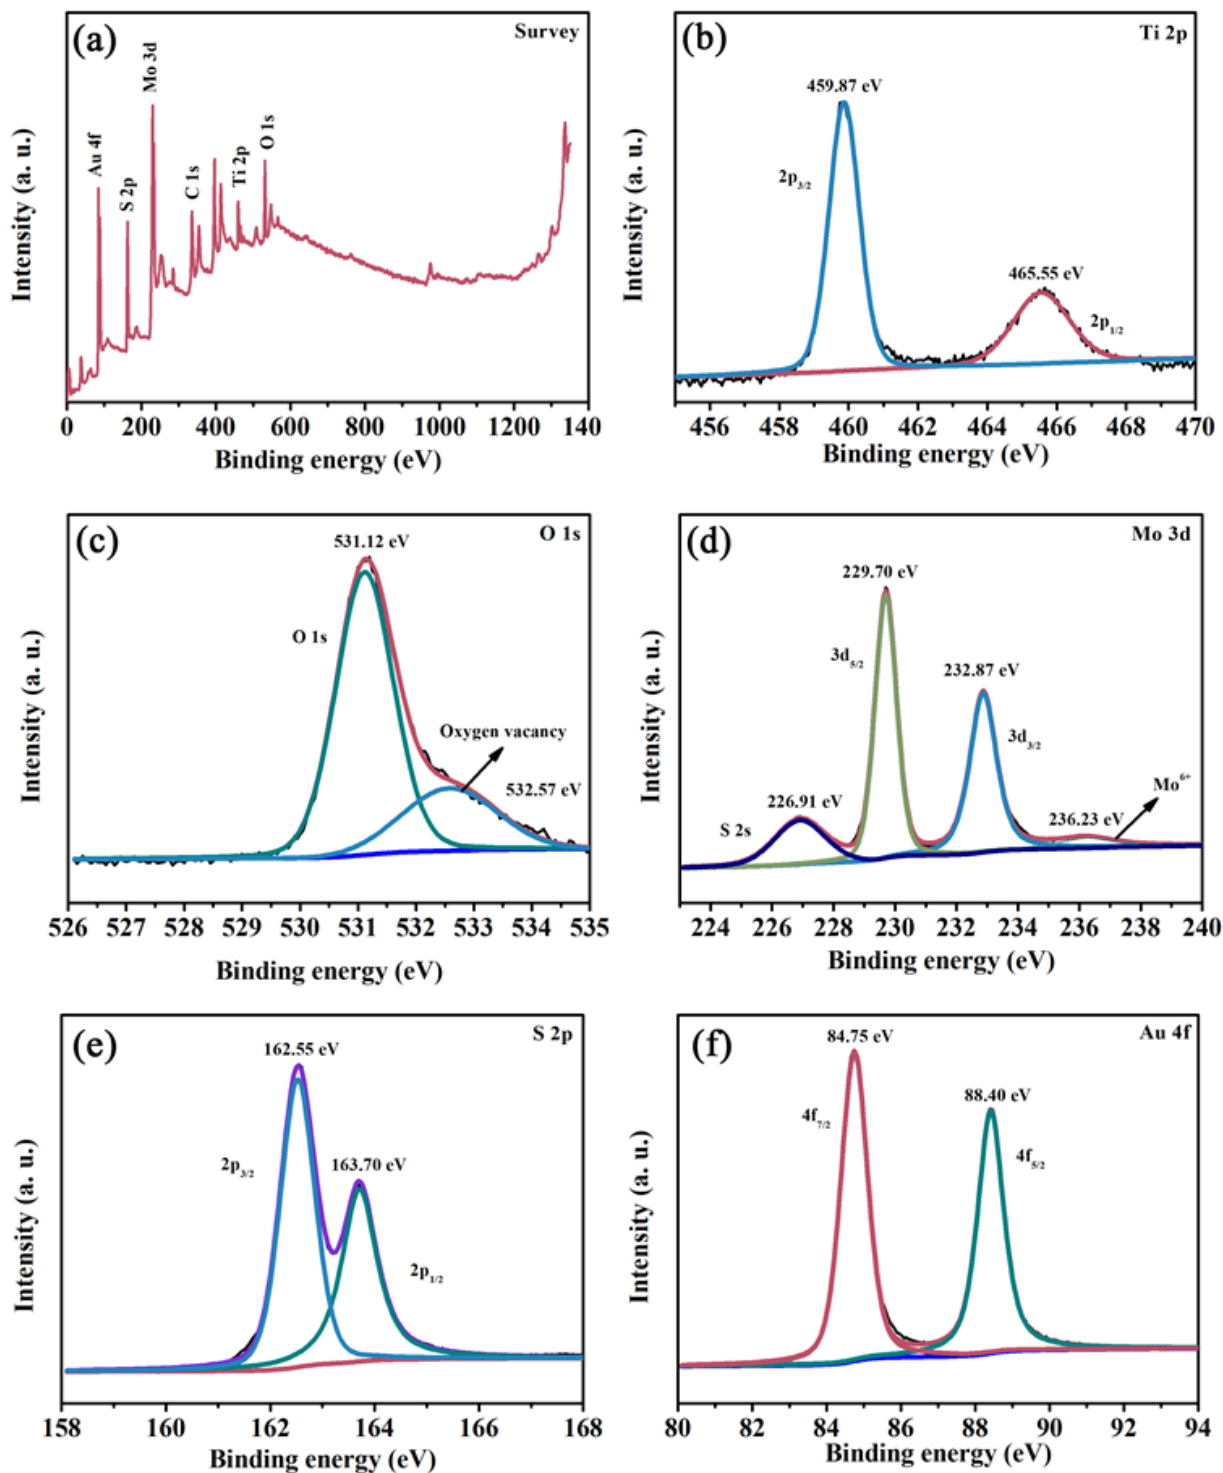 (a)
Survey
Au 4f
S 2p
Mo 3d
C 1s
Ti 2p
O 1s
Intensity (a. u.)
0 200 400 600 800 1000 1200 140
Binding energy (eV)
(b)
Ti 2p
459.87 eV
2p3/2
465.55 eV
2p1/2
Intensity (a. u.)
456 458 460 462 464 466 468 470
Binding energy (eV)
(c)
O 1s
531.12 eV
O 1s
Oxygen vacancy
532.57 eV
Intensity (a. u.)
526 527 528 529 530 531 532 533 534 535
Binding energy (eV)
(d)
Mo 3d
229.70 eV
3d5/2
232.87 eV
3d3/2
226.91 eV
S 2s
236.23 eV
Mo6+
Intensity (a. u.)
224 226 228 230 232 234 236 238 240
Binding energy (eV)
(e)
S 2p
162.55 eV
2p3/2
163.70 eV
2p1/2
Intensity (a. u.)
158 160 162 164 166 168
Binding energy (eV)
(f)
Au 4f
84.75 eV
4f7/2
88.40 eV
4f5/2
Intensity (a. u.)
80 82 84 86 88 90 92 94
Binding energy (eV)